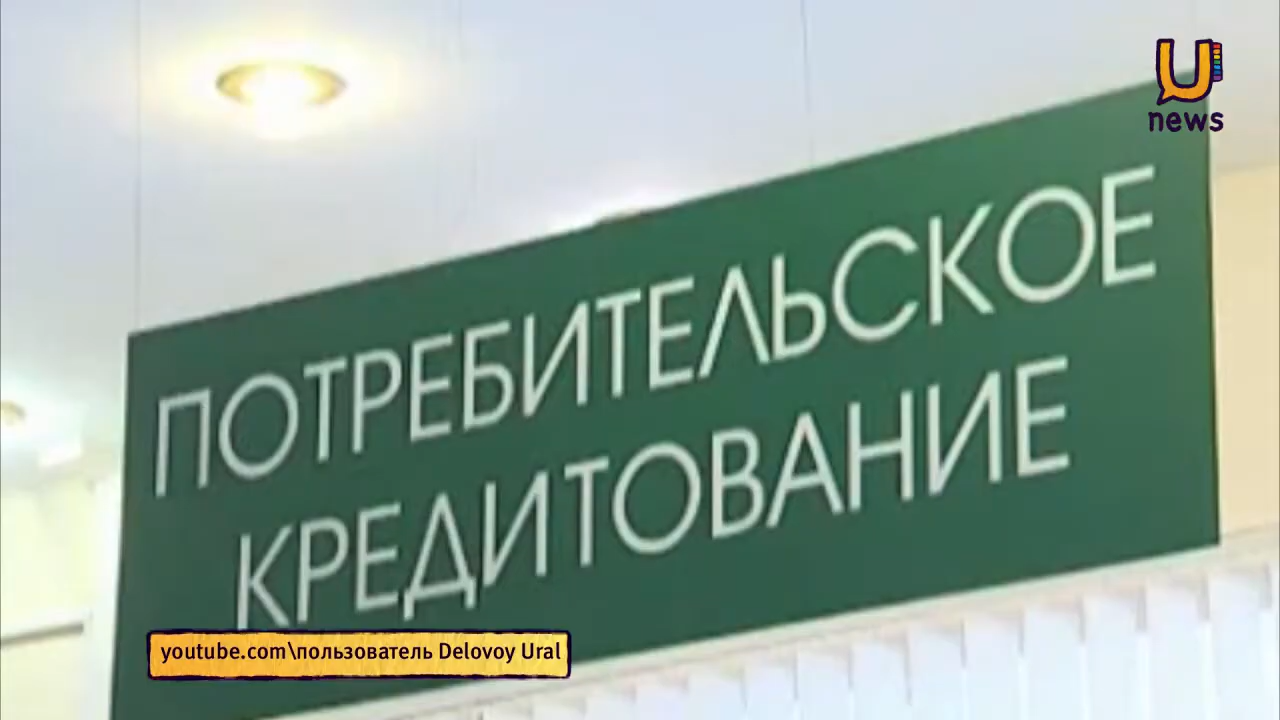 U
news
ПОТРЕБИТЕЛЬСКОЕ
КРЕДИТОВАНИЕ
youtube.com\пользователь Delovoy Ural